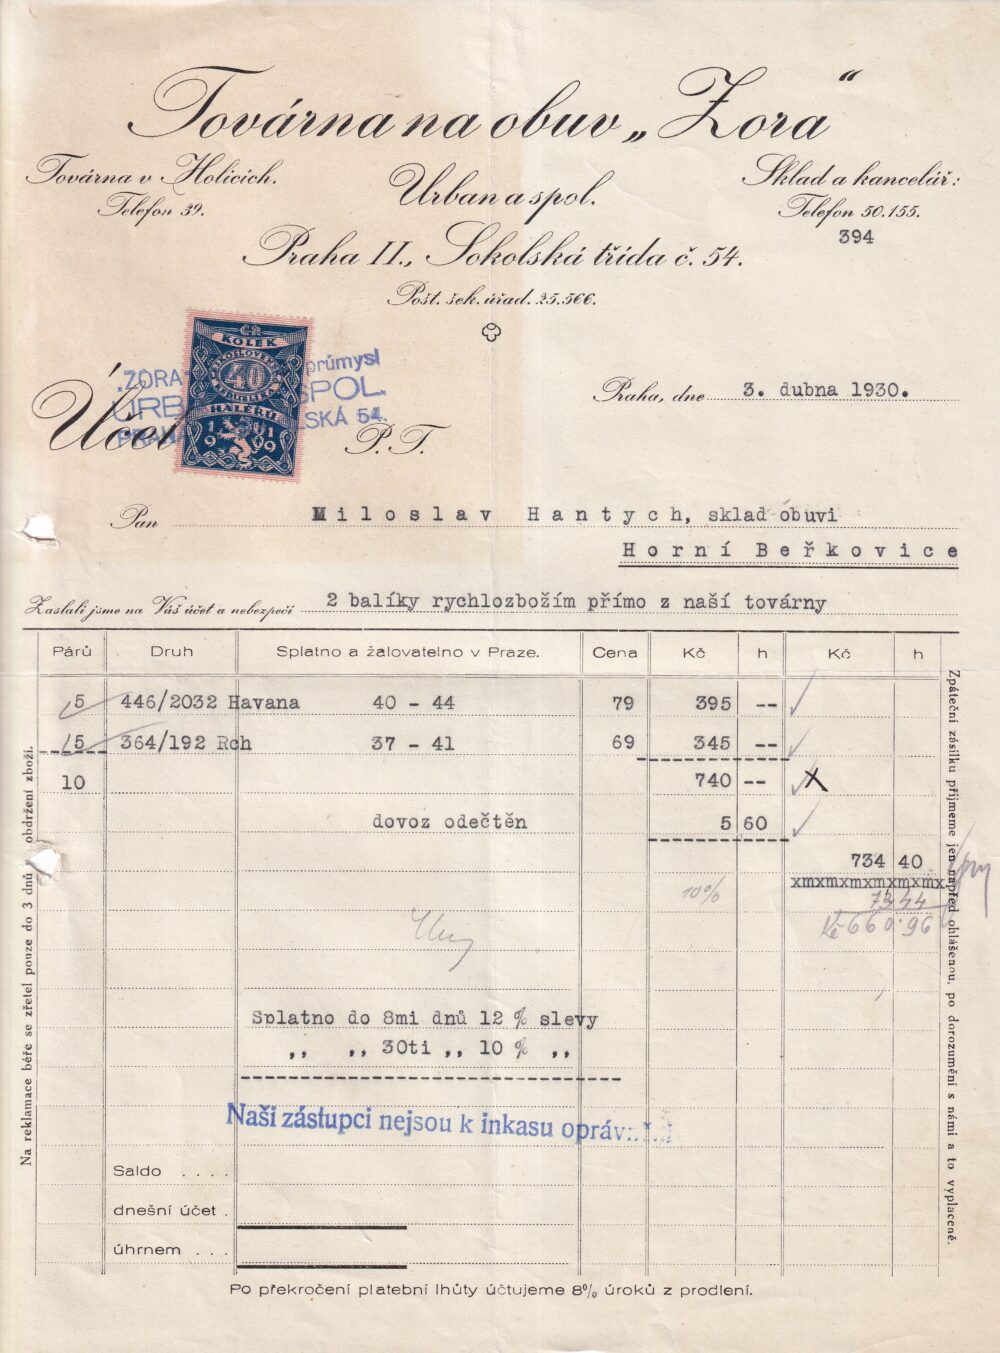 Továrna na obuv „Zora“
Továrna v Holicích.
Telefon 39.
Urban a spol.
Sklad a kancelář:
Telefon 50.155.
394
Praha II., Sokolská třída č. 54.
Pošt. šek. úřad. 25.566.
ČR
KOLEK
40
HALÉŘŮ
1919
průmysl
SPOL.
54.
Účet
P. T.
Praha, dne 3. dubna 1930.
Pan Miloslav Hantych, sklad obuvi
Horní Beřkovice
Zaslali jsme na Váš účet a nebezpečí 2 balíky rychlozbožím přímo z naší továrny
Párů Druh Splatno a žalovatelno v Praze. Cena Kč h Kč h
5 446/2032 Havana 40 - 44 79 395 --
5 364/192 Rch 37 - 41 69 345 --
10 740 -- X
dovoz odečtěn 5 60
734 40
xmxmxmxmxmxmxmx
10% 73 44
Kč 660.96
Splatno do 8mi dnů 12 % slevy
,, ,, 30ti ,, 10 % ,,
Naši zástupci nejsou k inkasu
Saldo . . . .
dnešní účet .
úhrnem . . .
Po překročení platební lhůty účtujeme 8% úroků z prodlení.
Na reklamace béře se zřetel pouze do 3 dnů obdržení zboží.
Zpáteční zásilku přijmeme jen napřed ohlášenou, po dorozumění s námi a to vyplaceně.